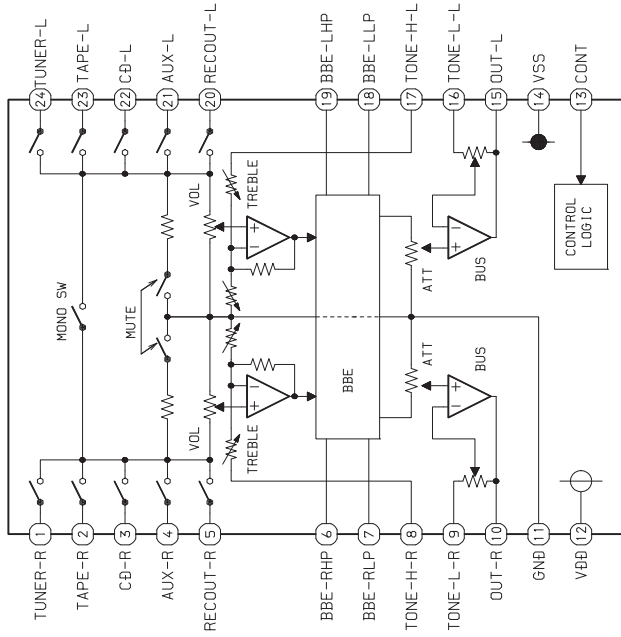 TUNER-R 1 24 TUNER-L
MONO SW
TAPE-R 2 23 TAPE-L
CD-R 3 22 CD-L
MUTE
AUX-R 4 21 AUX-L
VOL VOL
RECOUT-R 5 20 RECOUT-L
TREBLE TREBLE
+ − − +
BBE-RHP 6 19 BBE-LHP
BBE
BBE-RLP 7 18 BBE-LLP
TONE-H-R 8 17 TONE-H-L
ATT ATT
TONE-L-R 9 16 TONE-L-L
− + + −
BUS BUS
OUT-R 10 15 OUT-L
GND 11 14 VSS
VDD 12 13 CONT
CONTROL
LOGIC